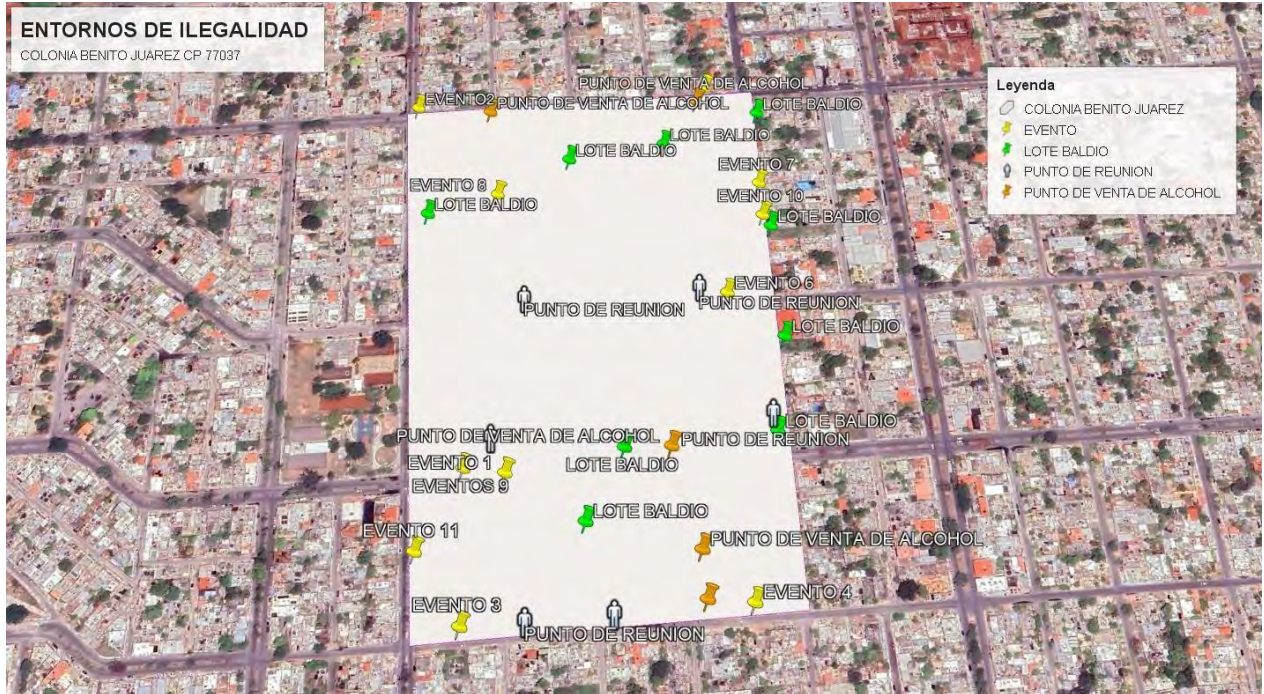 ENTORNOS DE ILEGALIDAD
COLONIA BENITO JUAREZ CP 77037
Leyenda
COLONIA BENITO JUAREZ
EVENTO
LOTE BALDIO
PUNTO DE REUNION
PUNTO DE VENTA DE ALCOHOL
PUNTO DE VENTA DE ALCOHOL
EVENTO2
PUNTO DE VENTA DE ALCOHOL
LOTE BALDIO
LOTE BALDIO
LOTE BALDIO
EVENTO 7
EVENTO 8
EVENTO 10
LOTE BALDIO
LOTE BALDIO
EVENTO 6
PUNTO DE REUNION
PUNTO DE REUNION
LOTE BALDIO
LOTE BALDIO
PUNTO DE VENTA DE ALCOHOL
PUNTO DE REUNION
EVENTO 1
LOTE BALDIO
EVENTOS 9
LOTE BALDIO
EVENTO 11
PUNTO DE VENTA DE ALCOHOL
EVENTO 4
EVENTO 3
PUNTO DE REUNION